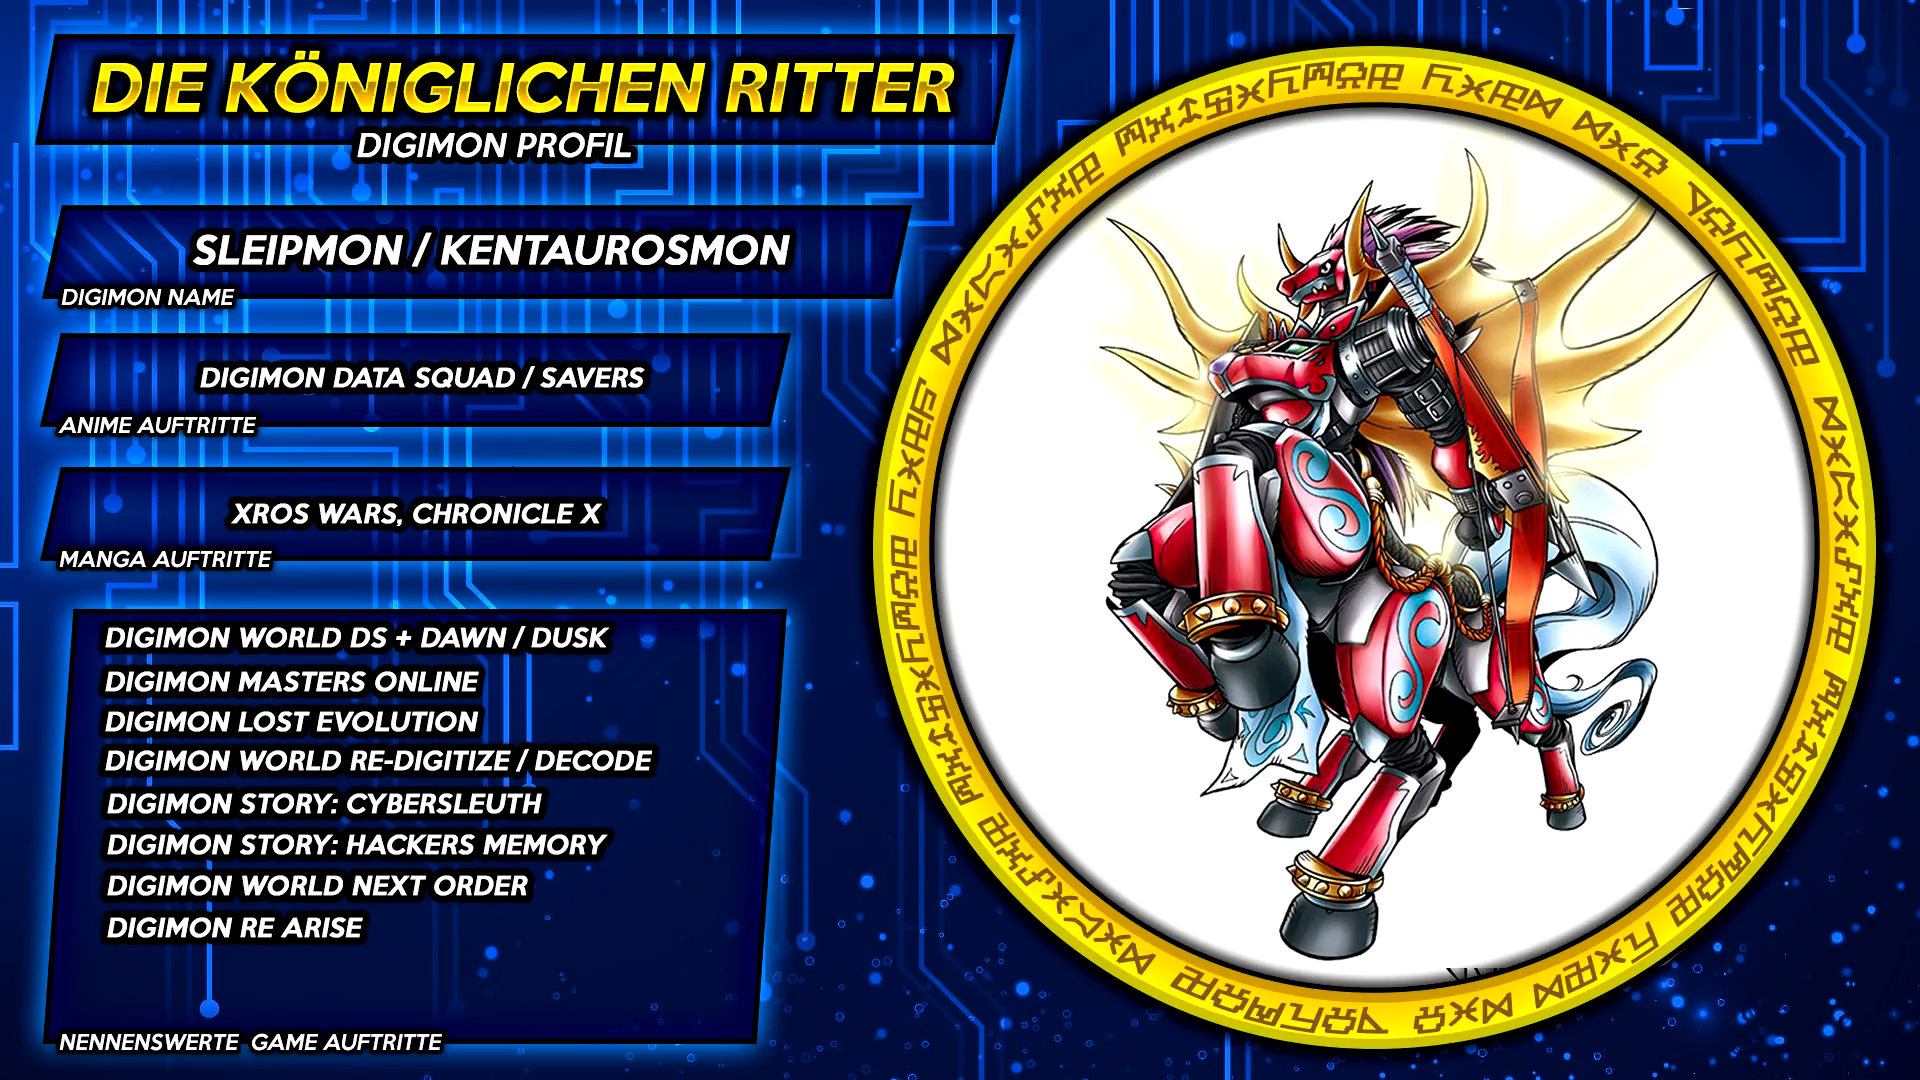 DIE KÖNIGLICHEN RITTER
DIGIMON PROFIL
SLEIPMON / KENTAUROSMON
DIGIMON NAME
DIGIMON DATA SQUAD / SAVERS
ANIME AUFTRITTE
XROS WARS, CHRONICLE X
MANGA AUFTRITTE
DIGIMON WORLD DS + DAWN / DUSK
DIGIMON MASTERS ONLINE
DIGIMON LOST EVOLUTION
DIGIMON WORLD RE-DIGITIZE / DECODE
DIGIMON STORY: CYBERSLEUTH
DIGIMON STORY: HACKERS MEMORY
DIGIMON WORLD NEXT ORDER
DIGIMON RE ARISE
NENNENSWERTE GAME AUFTRITTE